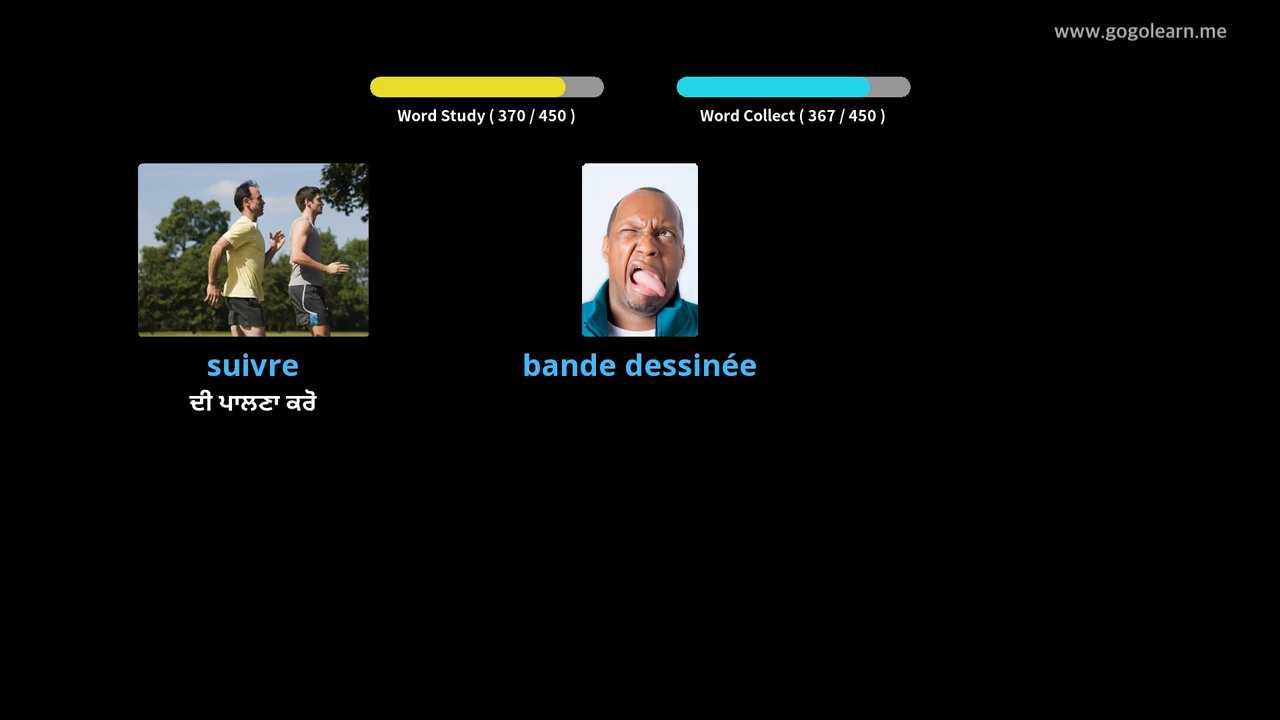 www.gogolearn.me
Word Study ( 370 / 450 )
Word Collect ( 367 / 450 )
suivre
ਦੀ ਪਾਲਣਾ ਕਰੋ
bande dessinée